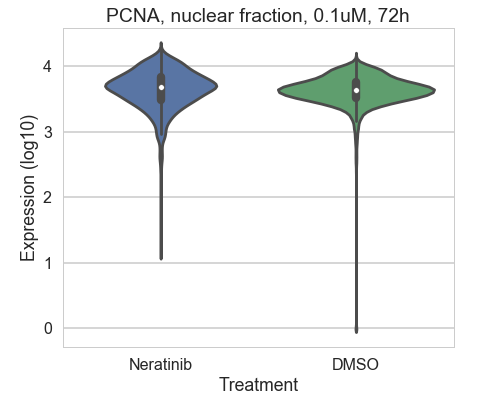 PCNA, nuclear fraction, 0.1uM, 72h
Expression (log10)
4
3
2
1
0
Neratinib DMSO
Treatment